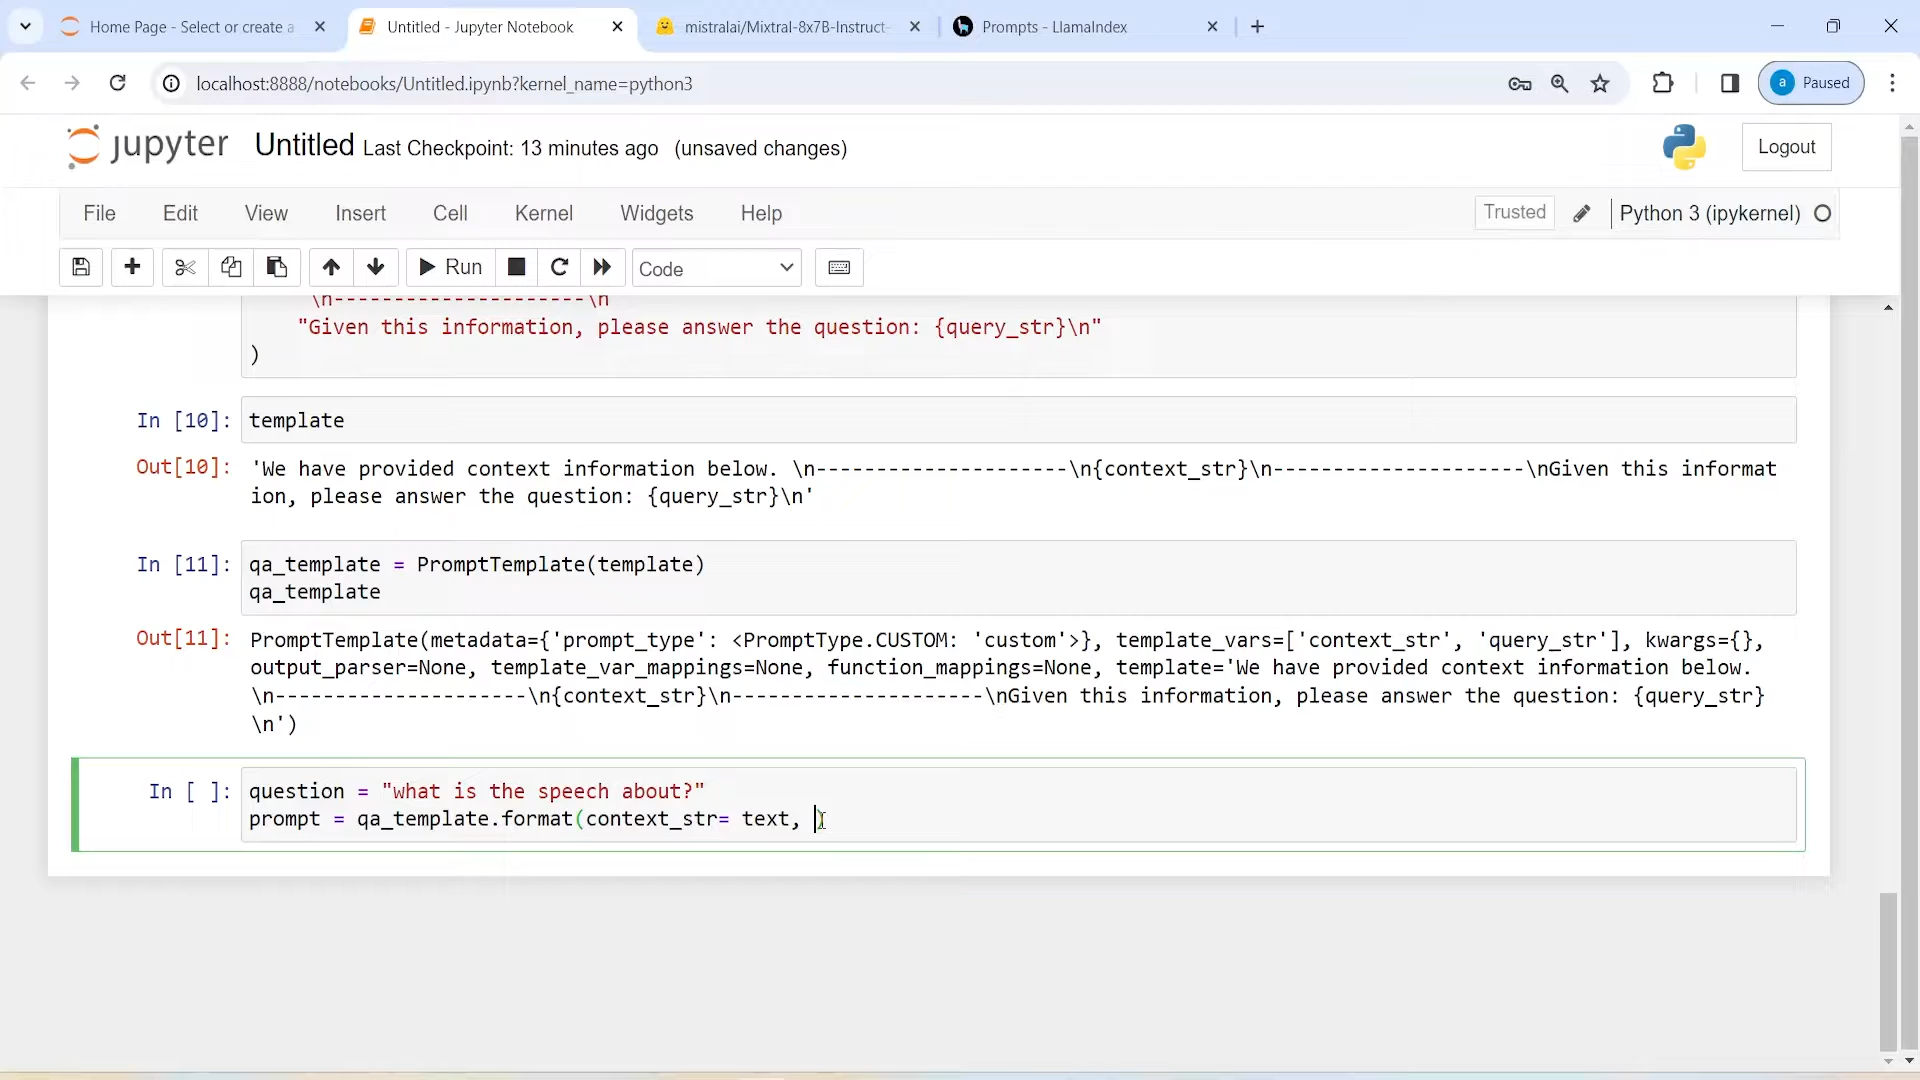 Home Page - Select or create a
Untitled - Jupyter Notebook
mistralai/Mixtral-8x7B-Instruct-
Prompts - LlamaIndex
localhost:8888/notebooks/Untitled.ipynb?kernel_name=python3
a Paused
jupyter Untitled Last Checkpoint: 13 minutes ago (unsaved changes)
Logout
File Edit View Insert Cell Kernel Widgets Help
Trusted
Python 3 (ipykernel)
Run
Code
\n---------------------\n
"Given this information, please answer the question: {query_str}\n"
)
In [10]: template
Out[10]: 'We have provided context information below. \n---------------------\n{context_str}\n---------------------\nGiven this informat
ion, please answer the question: {query_str}\n'
In [11]: qa_template = PromptTemplate(template)
qa_template
Out[11]: PromptTemplate(metadata={'prompt_type': <PromptType.CUSTOM: 'custom'>}, template_vars=['context_str', 'query_str'], kwargs={},
output_parser=None, template_var_mappings=None, function_mappings=None, template='We have provided context information below.
\n---------------------\n{context_str}\n---------------------\nGiven this information, please answer the question: {query_str}
\n')
In [ ]: question = "what is the speech about?"
prompt = qa_template.format(context_str= text, )